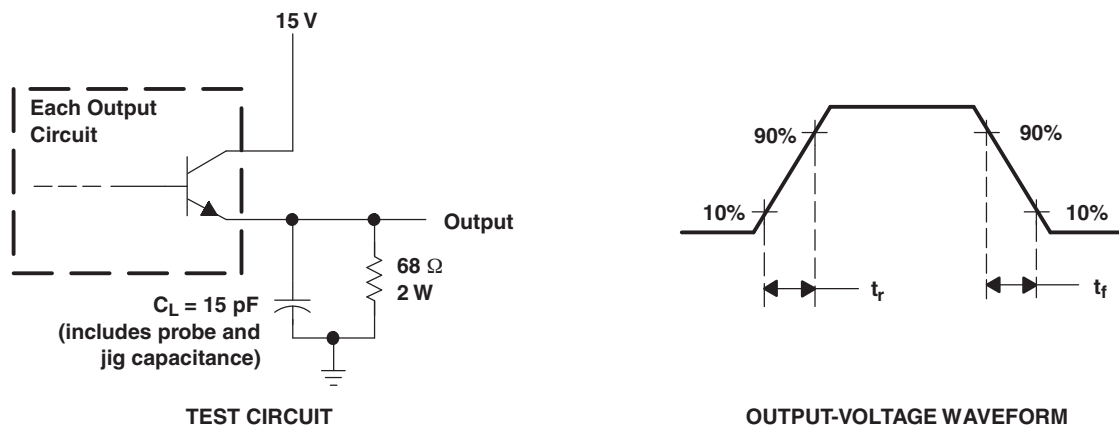 15 V
Each Output
Circuit
Output
68 Ω
2 W
C_L = 15 pF
(includes probe and
jig capacitance)
TEST CIRCUIT
90%
90%
10%
10%
t_r
t_f
OUTPUT-VOLTAGE WAVEFORM